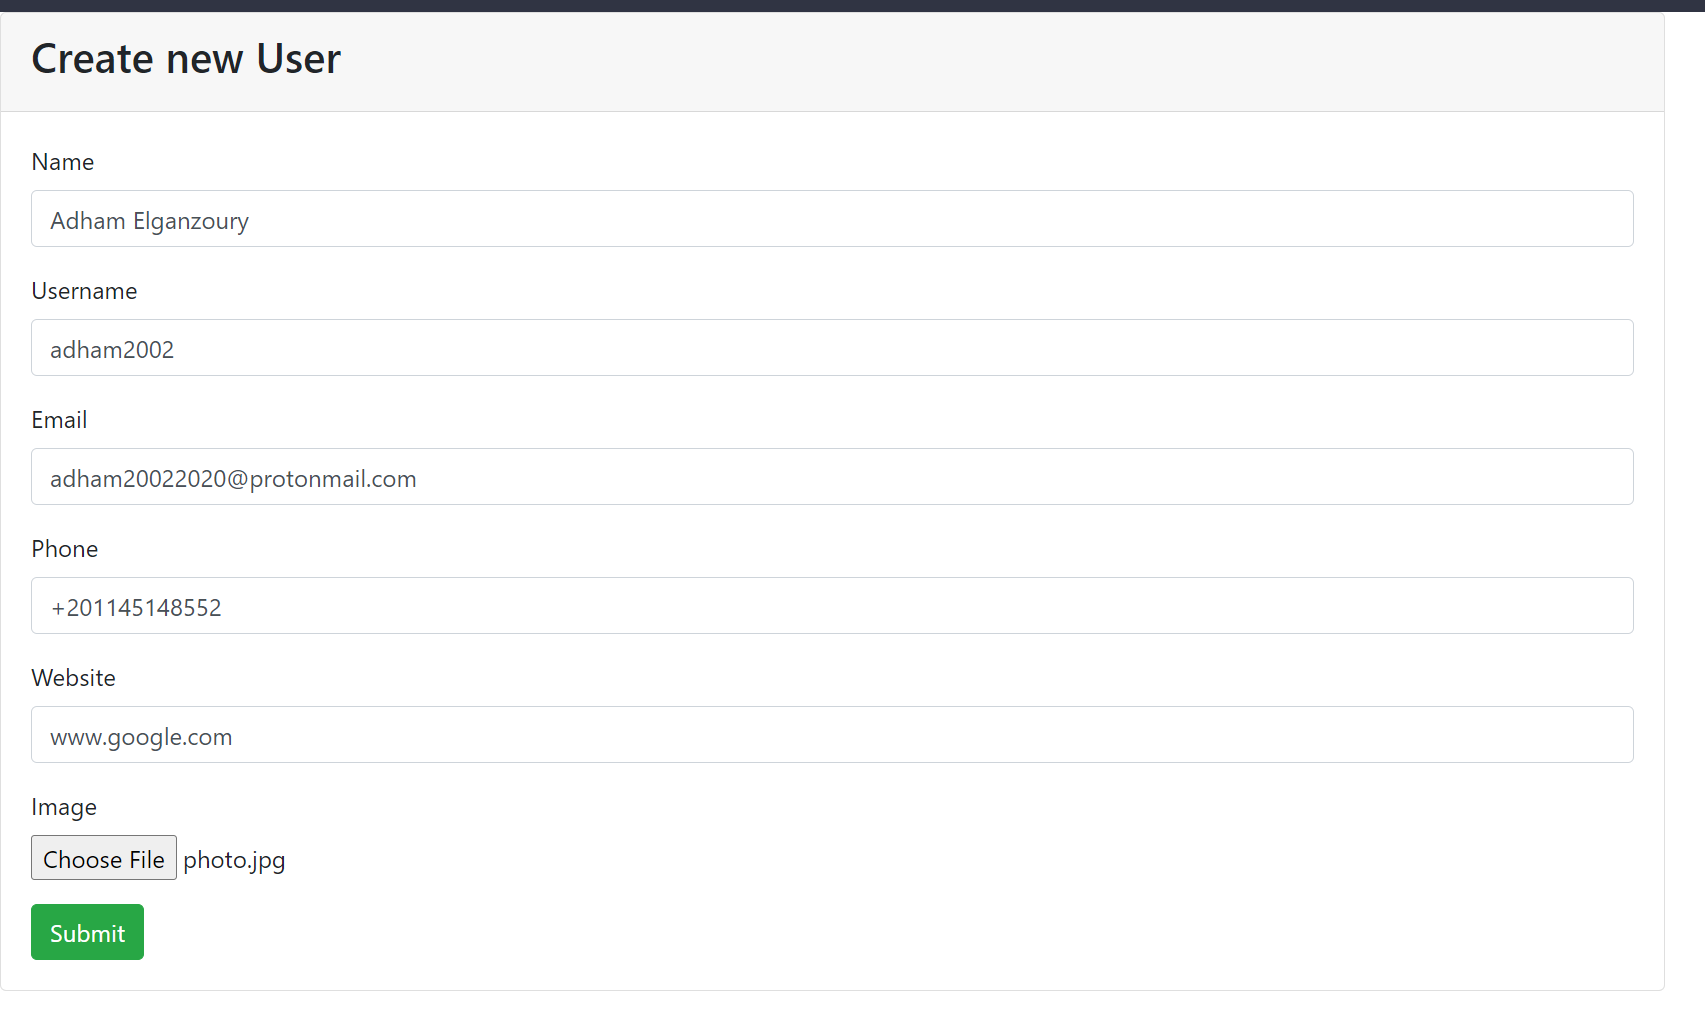 Create new User
Name
Adham Elganzoury
Username
adham2002
Email
adham20022020@protonmail.com
Phone
+201145148552
Website
www.google.com
Image
Choose File photo.jpg
Submit